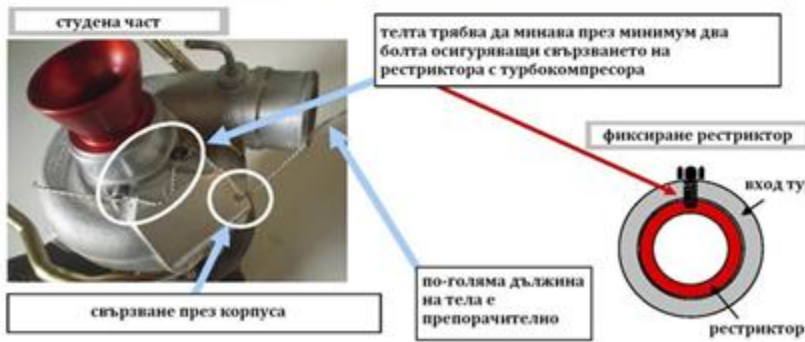 студена част
телта трябва да минава през минимум два
болта осигуряващи свързването на
рестриктора с турбокомпресора
фиксиране рестриктор
вход ту
по-голяма дължина
на тела е
препоръчително
свързване през корпуса
рестриктор